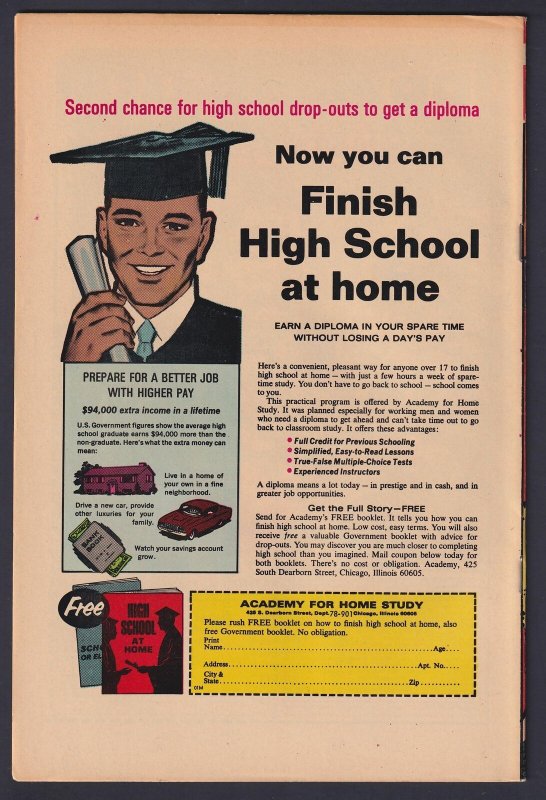 Second chance for high school drop-outs to get a diploma
Now you can
Finish
High School
at home
EARN A DIPLOMA IN YOUR SPARE TIME
WITHOUT LOSING A DAY'S PAY
Here's a convenient, pleasant way for anyone over 17 to finish
high school at home — with just a few hours a week of spare-
time study. You don't have to go back to school — school comes
to you.
This practical program is offered by Academy for Home
Study. It was planned especially for working men and women
who need a diploma to get ahead and can't take time out to go
back to classroom study. It offers these advantages:
• Full Credit for Previous Schooling
• Simplified, Easy-to-Read Lessons
• True-False Multiple-Choice Tests
• Experienced Instructors
A diploma means a lot today — in prestige and in cash, and in
greater job opportunities.
Get the Full Story—FREE
Send for Academy's FREE booklet. It tells you how you can
finish high school at home. Low cost, easy terms. You will also
receive free a valuable Government booklet with advice for
drop-outs. You may discover you are much closer to completing
high school than you imagined. Mail coupon below today for
both booklets. There's no cost or obligation. Academy, 425
South Dearborn Street, Chicago, Illinois 60605.
PREPARE FOR A BETTER JOB
WITH HIGHER PAY
$94,000 extra income in a lifetime
U.S. Government figures show the average high
school graduate earns $94,000 more than the
non-graduate. Here's what the extra money can
mean:
Live in a home of
your own in a fine
neighborhood.
Drive a new car, provide
other luxuries for your
family.
BANK
BOOK
Watch your savings account
grow.
Free
HIGH
SCHOOL
AT
HOME
SCHO
OR EL
ACADEMY FOR HOME STUDY
425 S. Dearborn Street, Dept. 78-901 Chicago, Illinois 60605
Please rush FREE booklet on how to finish high school at home, also
free Government booklet. No obligation.
Print
Name Age
Address Apt. No.
City &
State Zip
01M